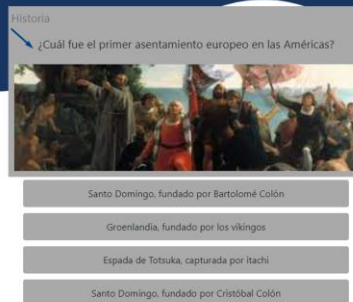 Historia
¿Cuál fue el primer asentamiento europeo en las Américas?
Santo Domingo, fundado por Bartolomé Colón
Groenlandia, fundado por los vikingos
Espada de Totsuka, capturada por itachi
Santo Domingo, fundado por Cristóbal Colón